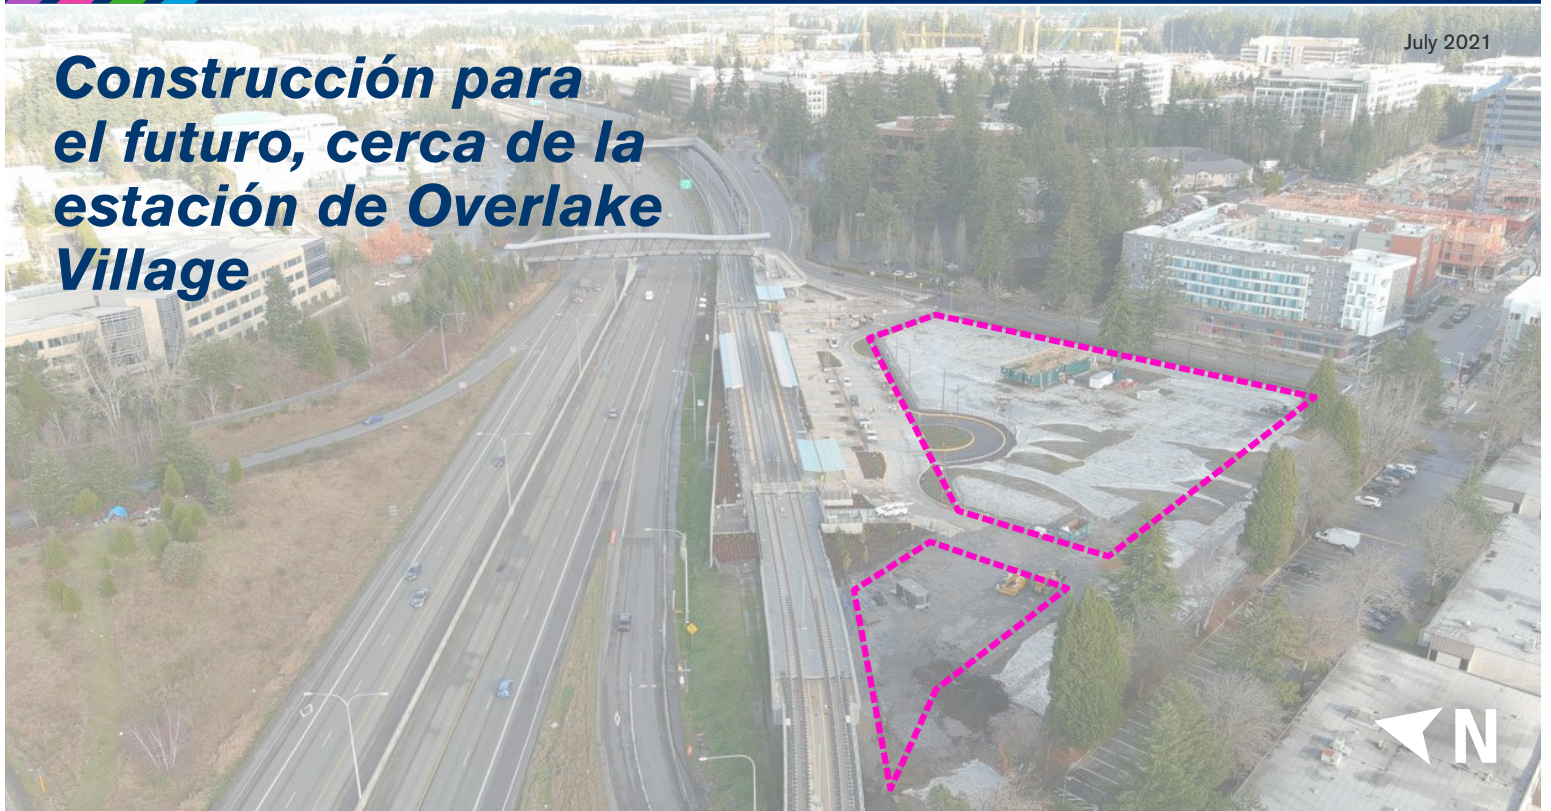 July 2021
Construcción para
el futuro, cerca de la
estación de Overlake
Village
N